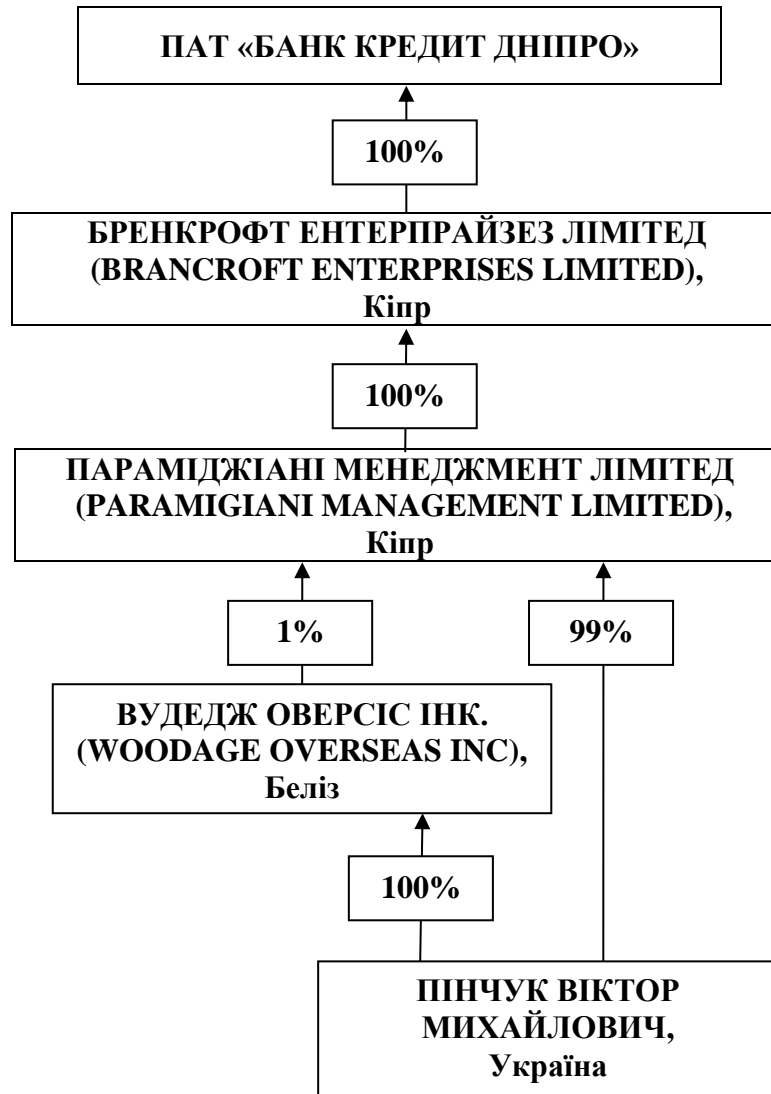 ПАТ «БАНК КРЕДИТ ДНІПРО»
100%
БРЕНКРОФТ ЕНТЕРПРАЙЗЕЗ ЛІМІТЕД
(BRANCROFT ENTERPRISES LIMITED),
Кіпр
100%
ПАРАМІДЖІАНІ МЕНЕДЖМЕНТ ЛІМІТЕД
(PARAMIGIANI MANAGEMENT LIMITED),
Кіпр
1%
99%
ВУДЕДЖ ОВЕРСІС ІНК.
(WOODAGE OVERSEAS INC),
Беліз
100%
ПІНЧУК ВІКТОР
МИХАЙЛОВИЧ,
Україна